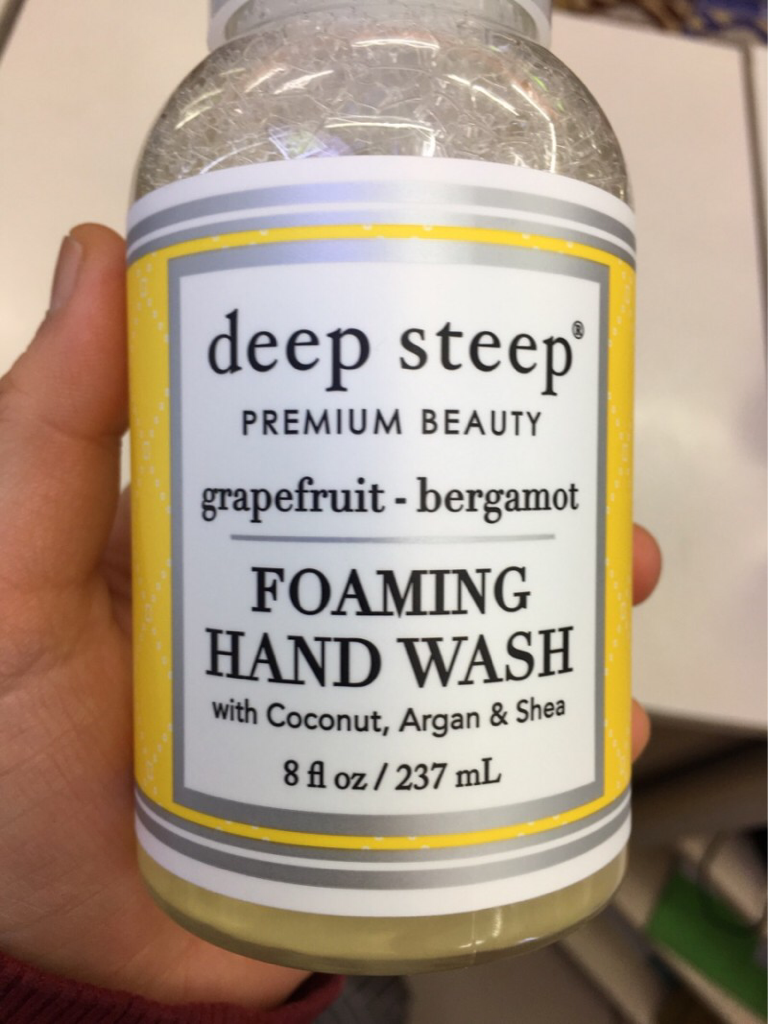 deep steep®
PREMIUM BEAUTY
grapefruit - bergamot
FOAMING
HAND WASH
with Coconut, Argan & Shea
8 fl oz / 237 mL